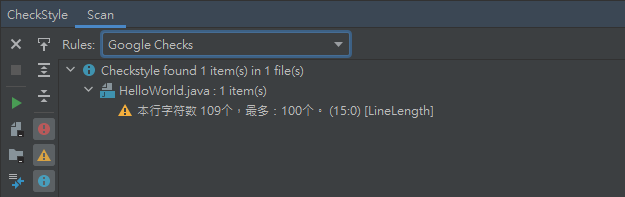 CheckStyle Scan
Rules: Google Checks
Checkstyle found 1 item(s) in 1 file(s)
HelloWorld.java : 1 item(s)
本行字符数 109个，最多：100个。 (15:0) [LineLength]